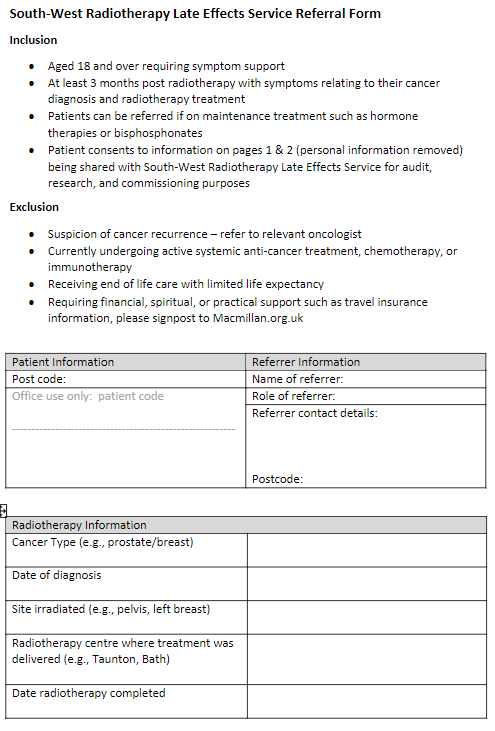 South-West Radiotherapy Late Effects Service Referral Form
Inclusion
• Aged 18 and over requiring symptom support
• At least 3 months post radiotherapy with symptoms relating to their cancer
diagnosis and radiotherapy treatment
• Patients can be referred if on maintenance treatment such as hormone
therapies or bisphosphonates
• Patient consents to information on pages 1 & 2 (personal information removed)
being shared with South-West Radiotherapy Late Effects Service for audit,
research, and commissioning purposes
Exclusion
• Suspicion of cancer recurrence – refer to relevant oncologist
• Currently undergoing active systemic anti-cancer treatment, chemotherapy, or
immunotherapy
• Receiving end of life care with limited life expectancy
• Requiring financial, spiritual, or practical support such as travel insurance
information, please signpost to Macmillan.org.uk
Patient Information
Post code:
Office use only: patient code
Referrer Information
Name of referrer:
Role of referrer:
Referrer contact details:
Postcode:
Radiotherapy Information
Cancer Type (e.g., prostate/breast)
Date of diagnosis
Site irradiated (e.g., pelvis, left breast)
Radiotherapy centre where treatment was
delivered (e.g., Taunton, Bath)
Date radiotherapy completed